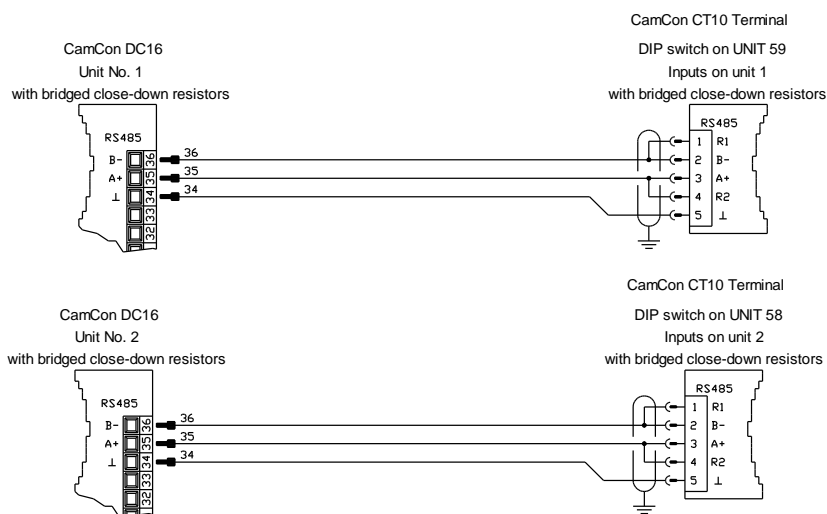 CamCon CT10 Terminal
CamCon DC16
DIP switch on UNIT 59
Unit No. 1
Inputs on unit 1
with bridged close-down resistors
with bridged close-down resistors
RS485
RS485
36
B-
36
1 R1
2 B-
35
A+
35
3 A+
34
⊥
34
4 R2
33
5 ⊥
32
CamCon CT10 Terminal
CamCon DC16
DIP switch on UNIT 58
Unit No. 2
Inputs on unit 2
with bridged close-down resistors
with bridged close-down resistors
RS485
RS485
36
B-
36
1 R1
2 B-
35
A+
35
3 A+
34
⊥
34
4 R2
33
5 ⊥
32